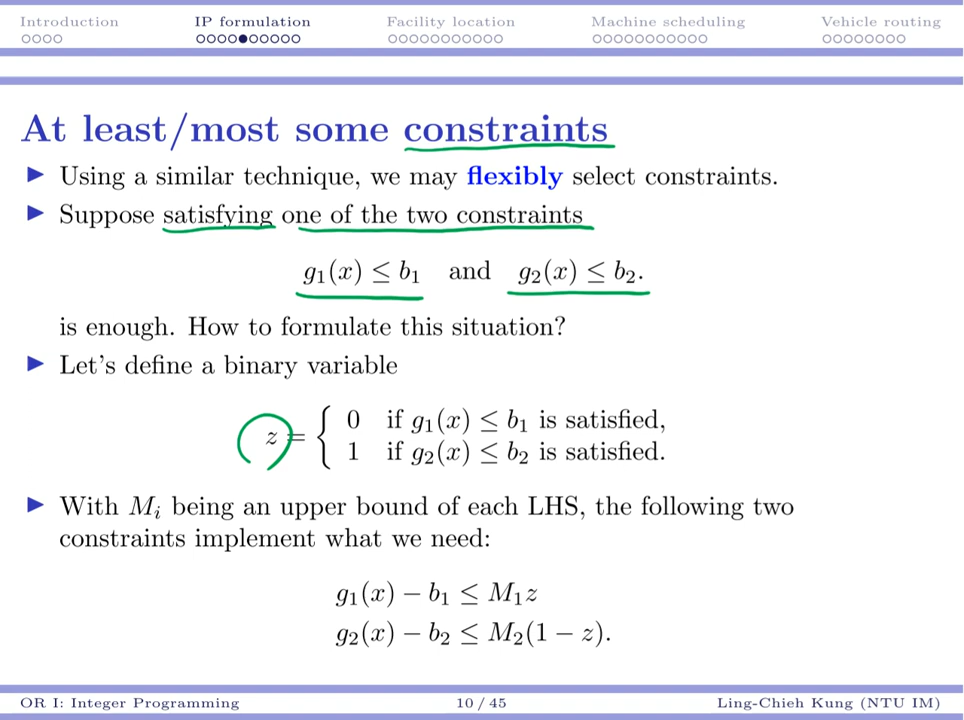 Introduction IP formulation Facility location Machine scheduling Vehicle routing
At least/most some constraints
Using a similar technique, we may flexibly select constraints.
Suppose satisfying one of the two constraints
g₁(x) ≤ b₁ and g₂(x) ≤ b₂.
is enough. How to formulate this situation?
Let's define a binary variable
z = { 0 if g₁(x) ≤ b₁ is satisfied,
1 if g₂(x) ≤ b₂ is satisfied.
With Mᵢ being an upper bound of each LHS, the following two
constraints implement what we need:
g₁(x) − b₁ ≤ M₁z
g₂(x) − b₂ ≤ M₂(1 − z).
OR I: Integer Programming 10 / 45 Ling-Chieh Kung (NTU IM)